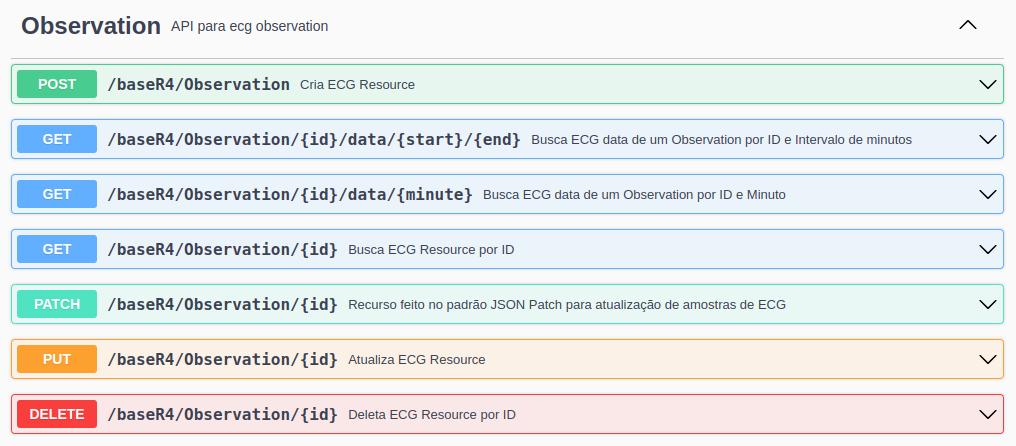 Observation API para ecg observation
POST /baseR4/Observation Cria ECG Resource
GET /baseR4/Observation/{id}/data/{start}/{end} Busca ECG data de um Observation por ID e Intervalo de minutos
GET /baseR4/Observation/{id}/data/{minute} Busca ECG data de um Observation por ID e Minuto
GET /baseR4/Observation/{id} Busca ECG Resource por ID
PATCH /baseR4/Observation/{id} Recurso feito no padrão JSON Patch para atualização de amostras de ECG
PUT /baseR4/Observation/{id} Atualiza ECG Resource
DELETE /baseR4/Observation/{id} Deleta ECG Resource por ID